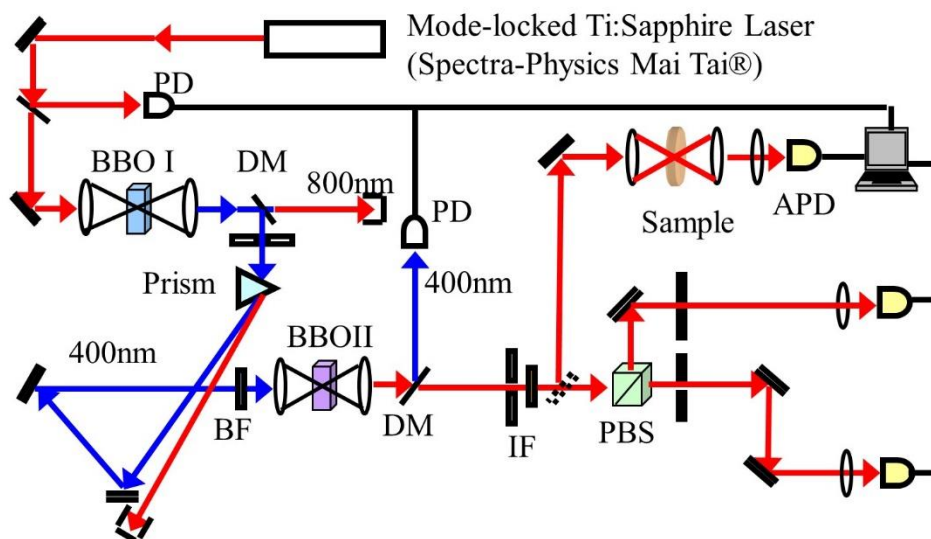 Mode-locked Ti:Sapphire Laser
(Spectra-Physics Mai Tai®)
PD
BBO I
DM
800nm
PD
APD
Sample
Prism
400nm
400nm
BBOII
BF
DM
IF
PBS